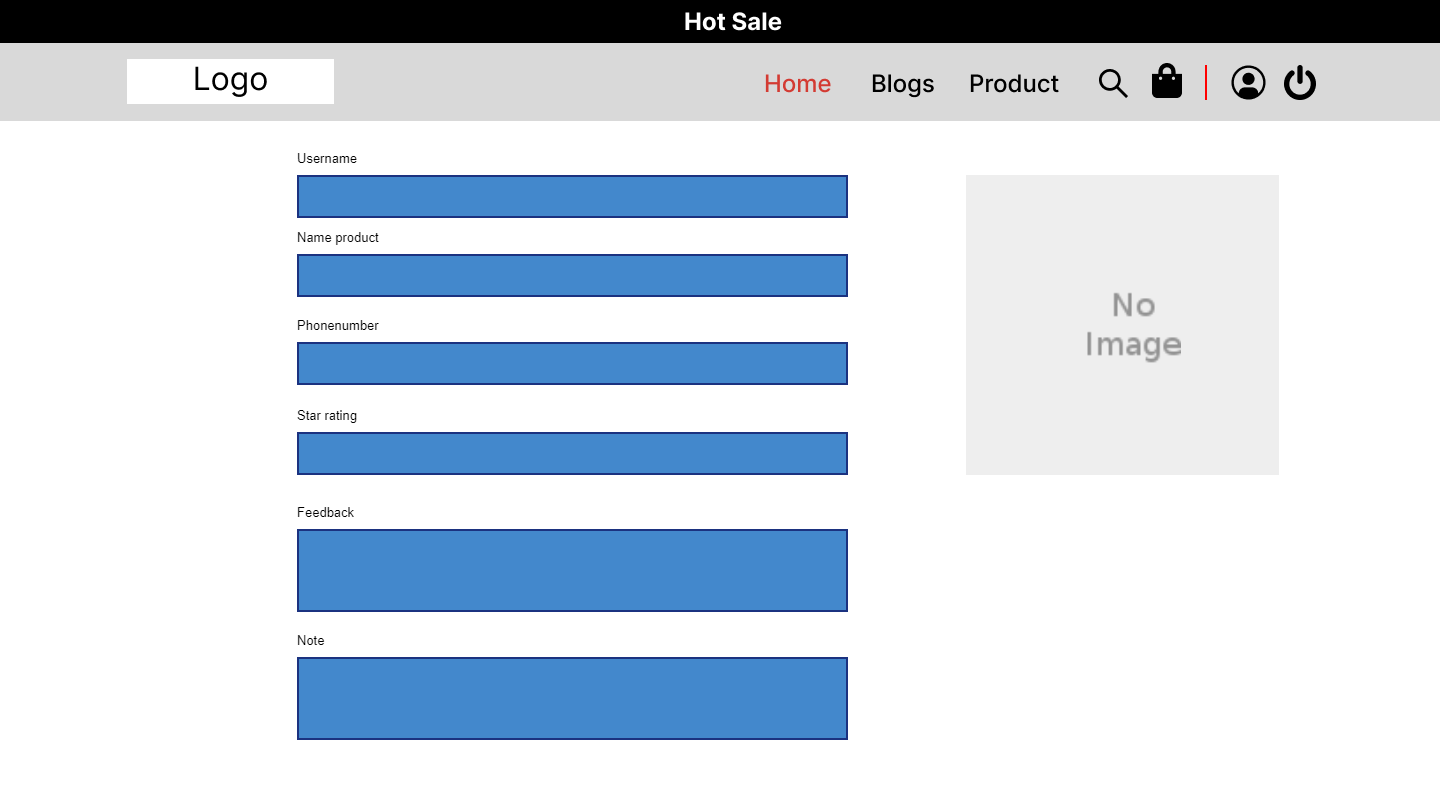 Hot Sale
Logo
Home Blogs Product
Username
Name product
Phonenumber
Star rating
Feedback
Note
No
Image